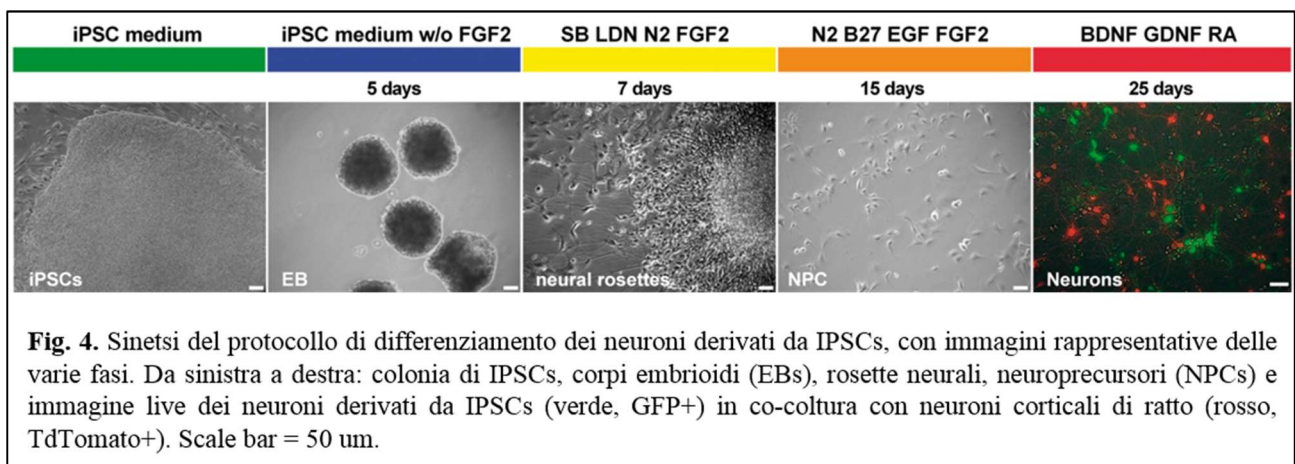 iPSC medium
iPSC medium w/o FGF2
SB LDN N2 FGF2
N2 B27 EGF FGF2
BDNF GDNF RA
5 days
7 days
15 days
25 days
iPSCs
EB
neural rosettes
NPC
Neurons
Fig. 4. Sinetsi del protocollo di differenziamento dei neuroni derivati da IPSCs, con immagini rappresentative delle
varie fasi. Da sinistra a destra: colonia di IPSCs, corpi embrioidi (EBs), rosette neurali, neuroprecursori (NPCs) e
immagine live dei neuroni derivati da IPSCs (verde, GFP+) in co-coltura con neuroni corticali di ratto (rosso,
TdTomato+). Scale bar = 50 um.